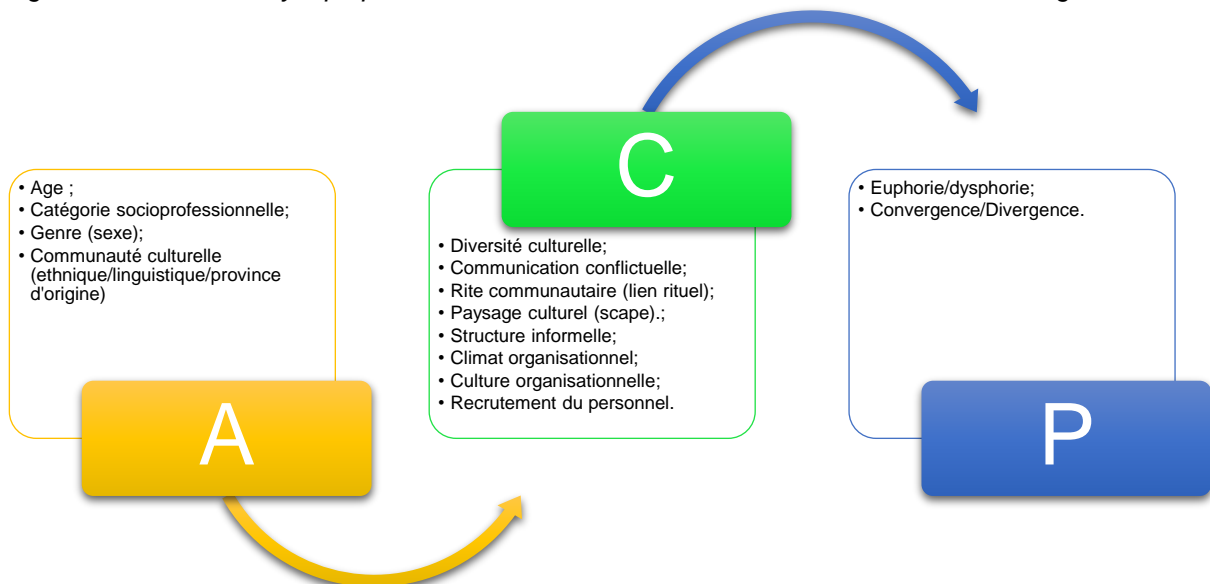 • Age ;
• Catégorie socioprofessionnelle;
• Genre (sexe);
• Communauté culturelle
(ethnique/linguistique/province
d'origine)
A
C
• Diversité culturelle;
• Communication conflictuelle;
• Rite communautaire (lien rituel);
• Paysage culturel (scape).;
• Structure informelle;
• Climat organisationnel;
• Culture organisationnelle;
• Recrutement du personnel.
• Euphorie/dysphorie;
• Convergence/Divergence.
P